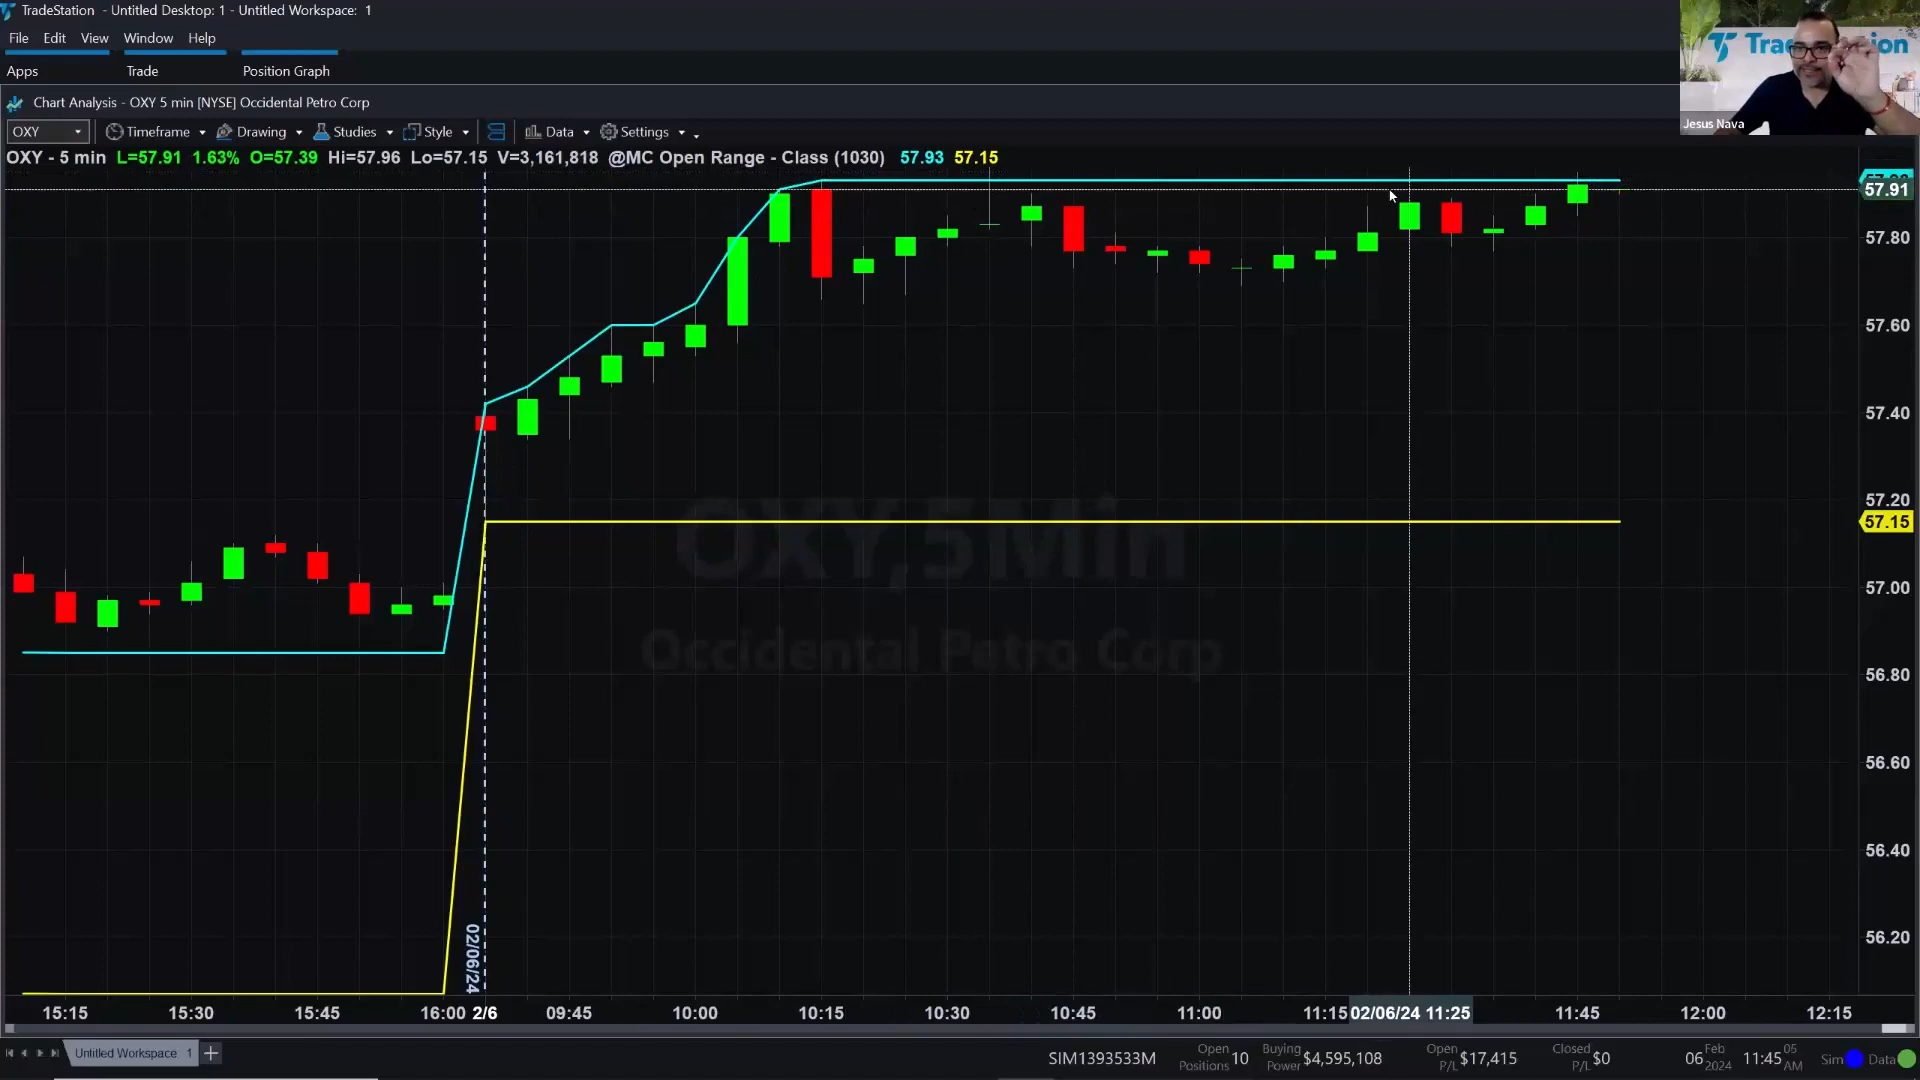 TradeStation - Untitled Desktop: 1 - Untitled Workspace: 1
File Edit View Window Help
Apps Trade Position Graph
Chart Analysis - OXY 5 min [NYSE] Occidental Petro Corp
OXY Timeframe Drawing Studies Style Data Settings
OXY - 5 min L=57.91 1.63% O=57.39 Hi=57.96 Lo=57.15 V=3,161,818 @MC Open Range - Class (1030) 57.93 57.15
Jesus Nava
57.91
57.80
57.60
57.40
57.20
57.15
57.00
56.80
56.60
56.40
56.20
OXY,5Min
Occidental Petro Corp
02/06/24
15:15 15:30 15:45 16:00 2/6 09:45 10:00 10:15 10:30 10:45 11:00 11:15 02/06/24 11:25 11:45 12:00 12:15
Untitled Workspace 1
SIM1393533M Open Positions 10 Buying Power $4,595,108 Open P/L $17,415 Closed P/L $0 06 Feb 2024 11:45 05 AM Sim Data